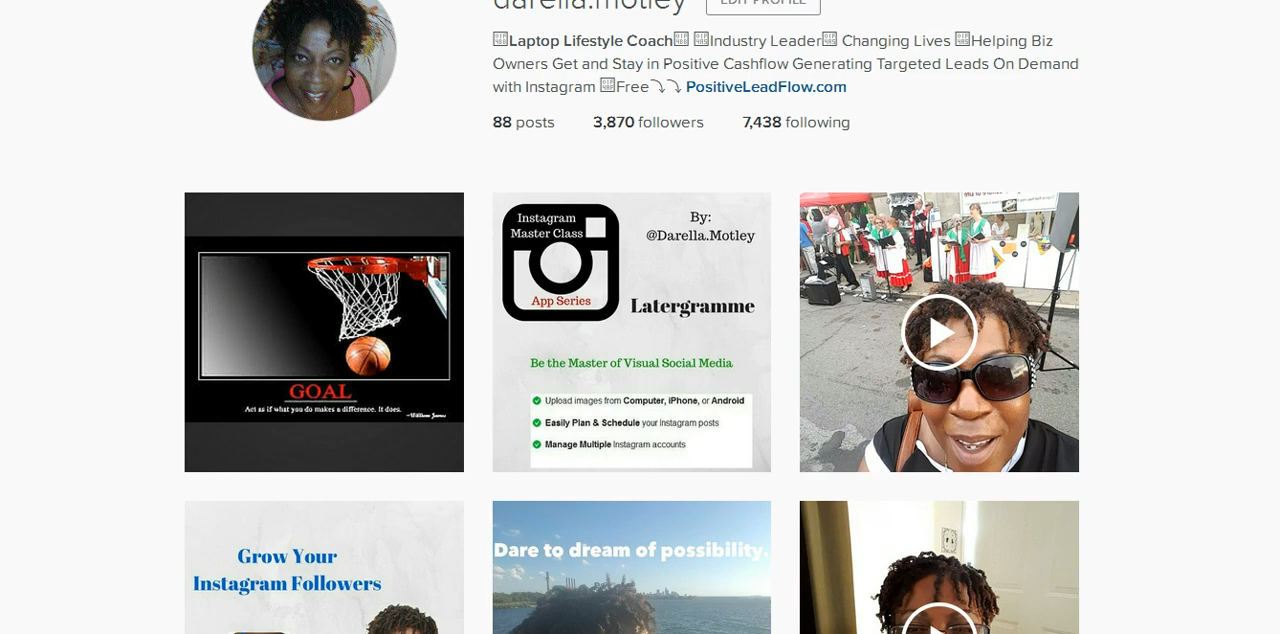 darella.motley EDIT PROFILE
Laptop Lifestyle Coach Industry Leader Changing Lives Helping Biz
Owners Get and Stay in Positive Cashflow Generating Targeted Leads On Demand
with Instagram Free⤵⤵ PositiveLeadFlow.com
88 posts 3,870 followers 7,438 following
GOAL
Act as if what you do makes a difference. It does.
~William James
Instagram
Master Class
App Series
By:
@Darella.Motley
Latergramme
Be the Master of Visual Social Media
Upload images from Computer, iPhone, or Android
Easily Plan & Schedule your Instagram posts
Manage Multiple Instagram accounts
Grow Your
Instagram Followers
Dare to dream of possibility.